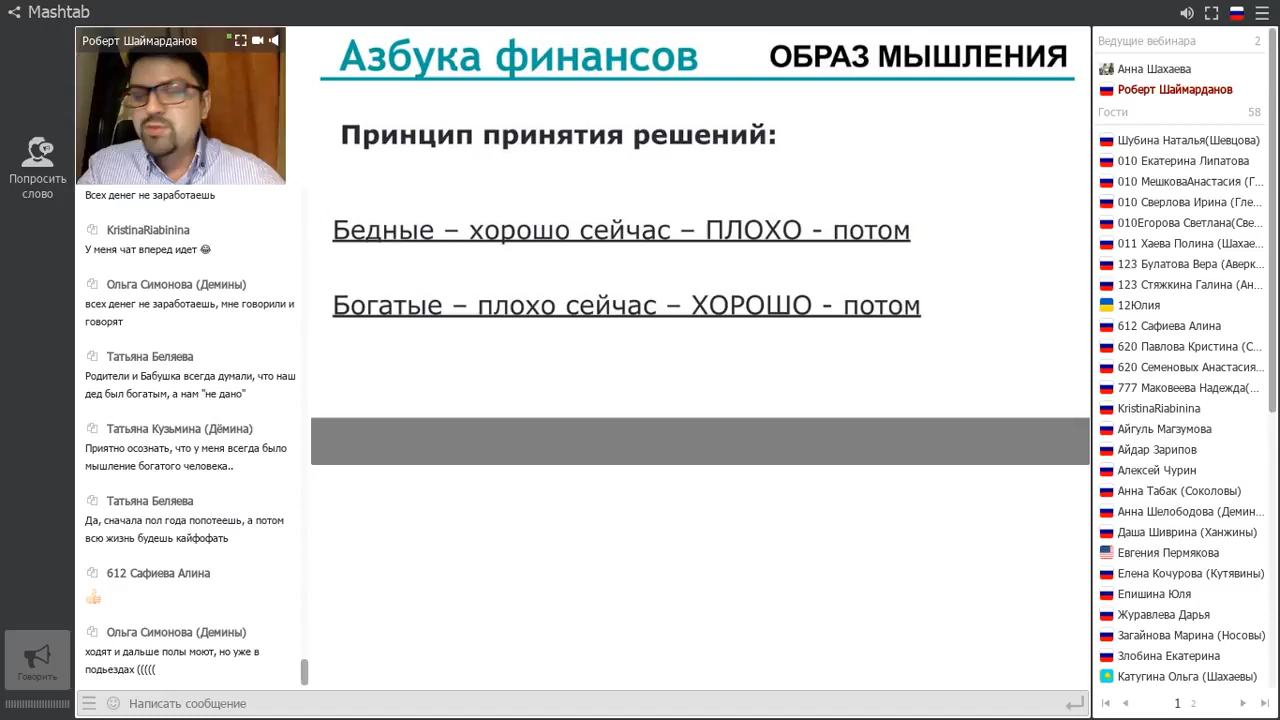 Mashtab
Роберт Шаймарданов
Попросить
слово
Говорить
Всех денег не заработаешь
KristinaRiabinina
У меня чат вперед идет 😂
Ольга Симонова (Демины)
всех денег не заработаешь, мне говорили и
говорят
Татьяна Беляева
Родители и Бабушка всегда думали, что наш
дед был богатым, а нам "не дано"
Татьяна Кузьмина (Дёмина)
Приятно осознать, что у меня всегда было
мышление богатого человека..
Татьяна Беляева
Да, сначала пол года попотеешь, а потом
всю жизнь будешь кайфофать
612 Сафиева Алина
👍
Ольга Симонова (Демины)
ходят и дальше полы моют, но уже в
подьездах (((((
Написать сообщение
Азбука финансов
ОБРАЗ МЫШЛЕНИЯ
Принцип принятия решений:
Бедные – хорошо сейчас – ПЛОХО - потом
Богатые – плохо сейчас – ХОРОШО - потом
Ведущие вебинара 2
Анна Шахаева
Роберт Шаймарданов
Гости 58
Шубина Наталья(Шевцова)
010 Екатерина Липатова
010 МешковаАнастасия (Г...
010 Сверлова Ирина (Гле...
010Егорова Светлана(Све...
011 Хаева Полина (Шахае...
123 Булатова Вера (Аверк...
123 Стяжкина Галина (Ан...
12Юлия
612 Сафиева Алина
620 Павлова Кристина (С...
620 Семеновых Анастасия...
777 Маковеева Надежда(...
KristinaRiabinina
Айгуль Магзумова
Айдар Зарипов
Алексей Чурин
Анна Табак (Соколовы)
Анна Шелободова (Демин...
Даша Шиврина (Ханжины)
Евгения Пермякова
Елена Кочурова (Кутявины)
Епишина Юля
Журавлева Дарья
Загайнова Марина (Носовы)
Злобина Екатерина
Катугина Ольга (Шахаевы)
1 2